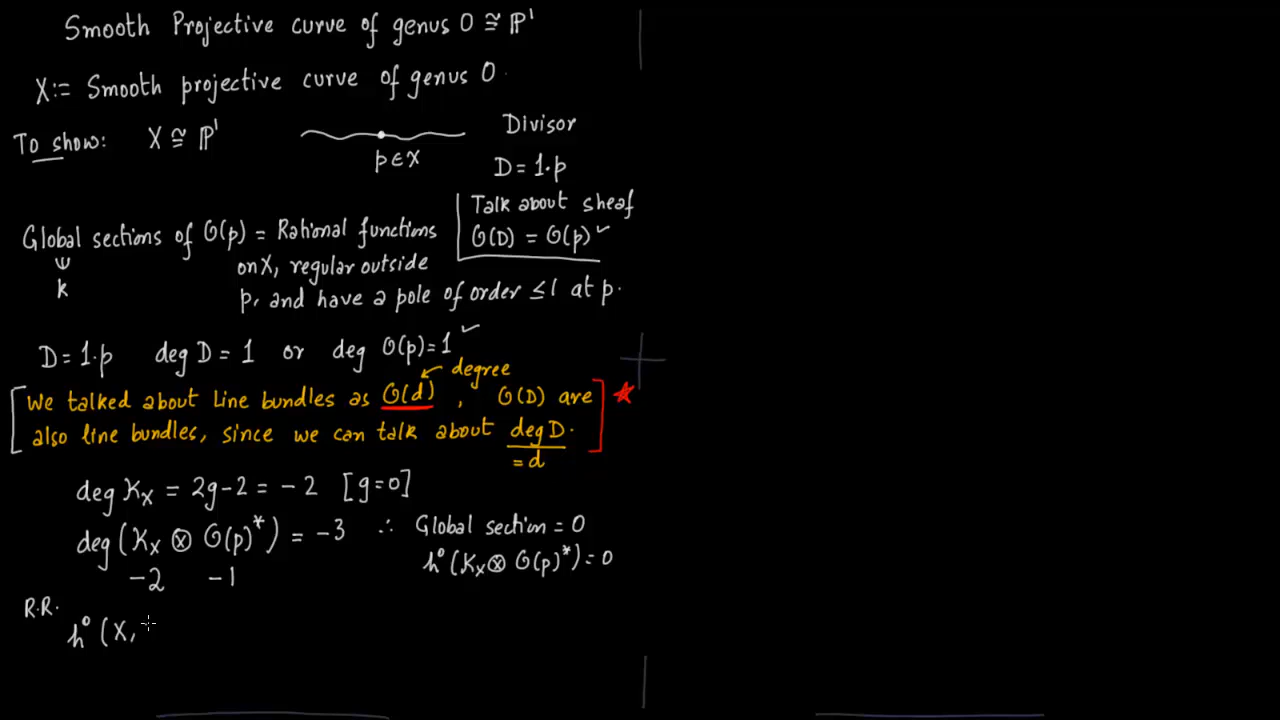 Smooth Projective curve of genus 0 ≅ ℙ¹
X := Smooth projective curve of genus 0.
To show: X ≅ ℙ¹
p ∈ X
Divisor
D = 1·p
Talk about sheaf
O(D) = O(p) ✓
Global sections of O(p) = Rational functions
on X, regular outside
p, and have a pole of order ≤ 1 at p.
⋓
k
D = 1·p deg D = 1 or deg O(p) = 1 ✓
degree
[We talked about Line bundles as O(d), O(D) are
also line bundles, since we can talk about deg D.] ★
= d
deg K_X = 2g-2 = -2 [g=0]
deg (K_X ⊗ O(p)*) = -3 ∴ Global section = 0
-2 -1
h⁰(K_X ⊗ O(p)*) = 0
R.R.
h⁰ (X,